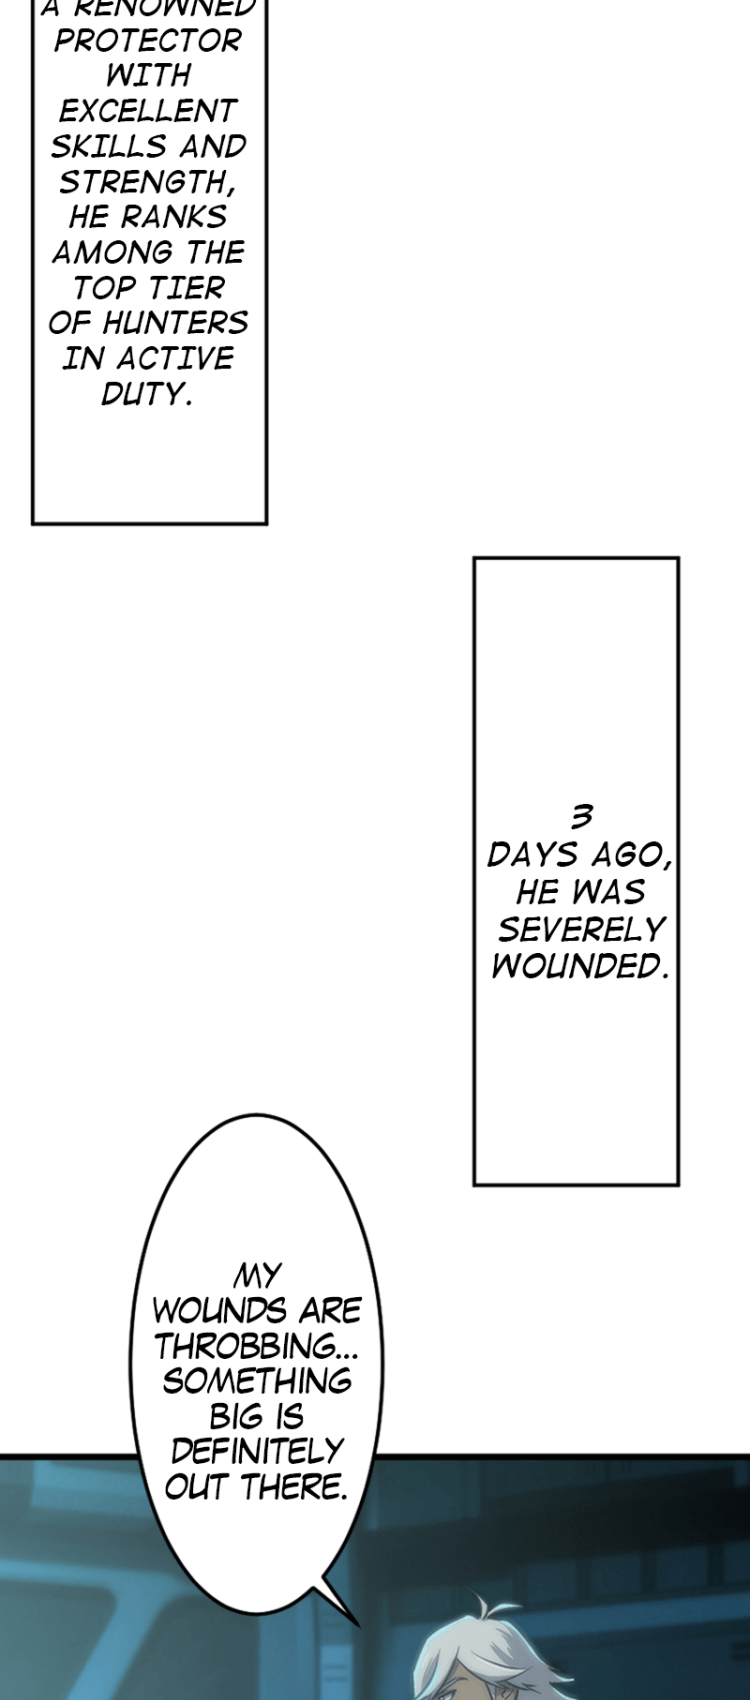 A RENOWNED
PROTECTOR
WITH
EXCELLENT
SKILLS AND
STRENGTH,
HE RANKS
AMONG THE
TOP TIER
OF HUNTERS
IN ACTIVE
DUTY.
3
DAYS AGO,
HE WAS
SEVERELY
WOUNDED.
MY
WOUNDS ARE
THROBBING...
SOMETHING
BIG IS
DEFINITELY
OUT THERE.